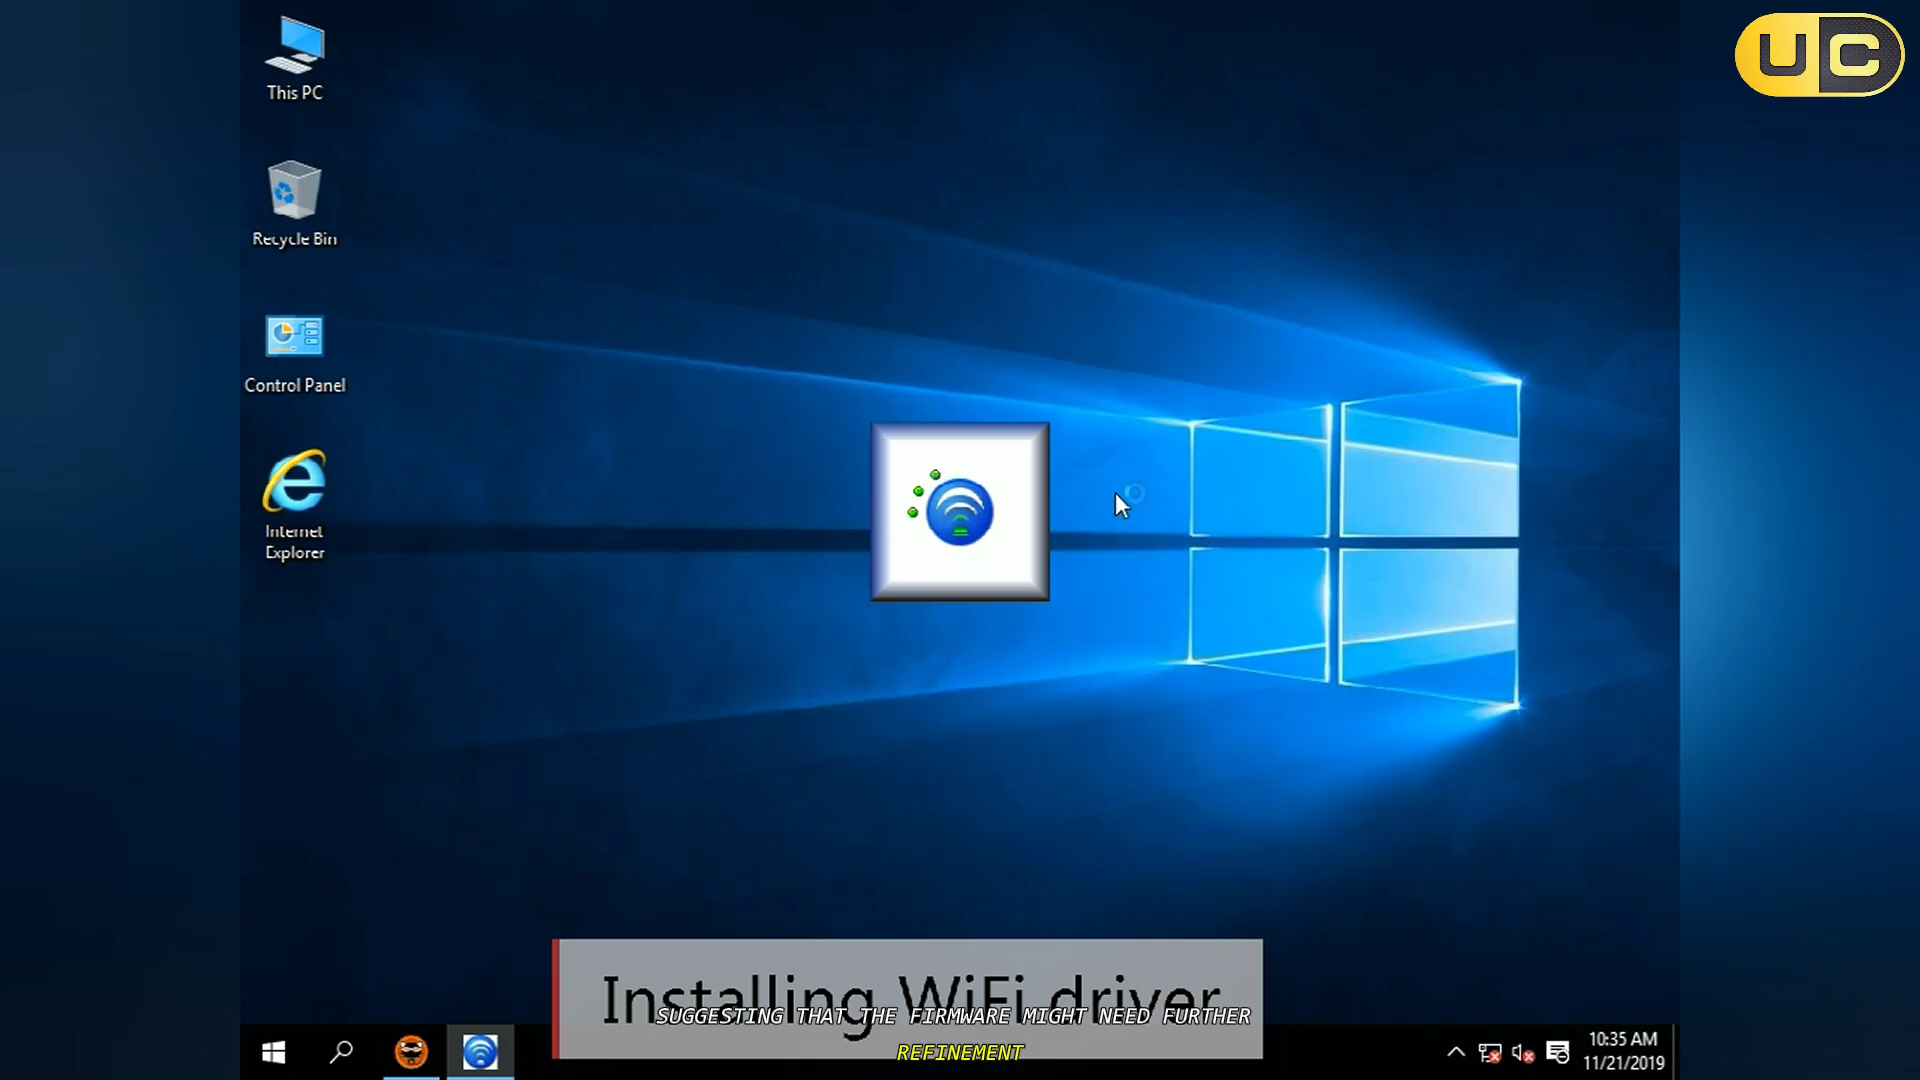 UC
This PC
Recycle Bin
Control Panel
Internet
Explorer
Installing WiFi driver
SUGGESTING THAT THE FIRMWARE MIGHT NEED FURTHER
REFINEMENT
10:35 AM
11/21/2019